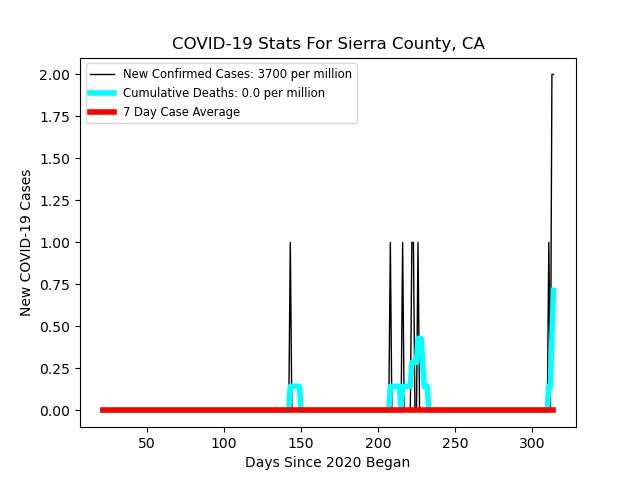 COVID-19 Stats For Sierra County, CA
New Confirmed Cases: 3700 per million
Cumulative Deaths: 0.0 per million
7 Day Case Average
2.00
1.75
1.50
1.25
1.00
0.75
0.50
0.25
0.00
New COVID-19 Cases
50 100 150 200 250 300
Days Since 2020 Began